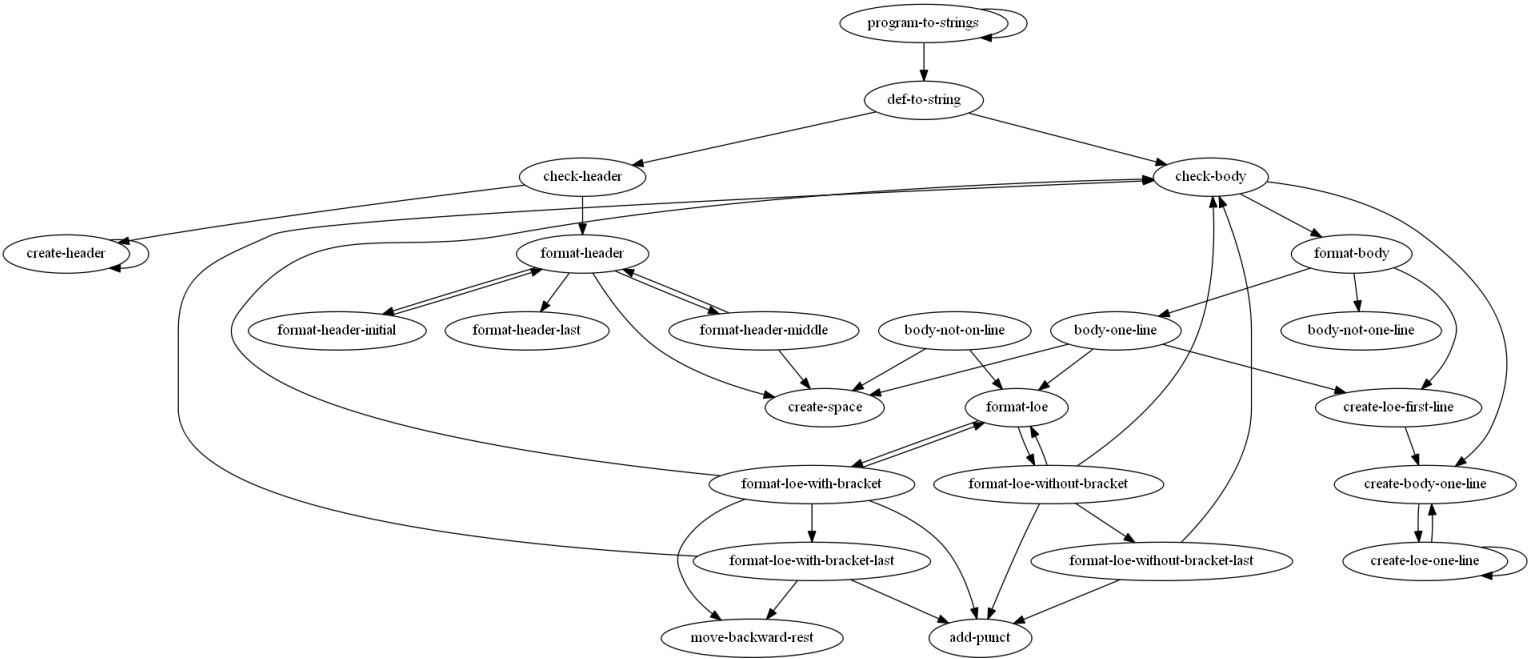 program-to-strings
def-to-string
check-header
check-body
create-header
format-header
format-body
format-header-initial
format-header-last
format-header-middle
body-not-on-line
body-one-line
body-not-one-line
create-space
format-loe
create-loe-first-line
format-loe-with-bracket
format-loe-without-bracket
create-body-one-line
format-loe-with-bracket-last
format-loe-without-bracket-last
create-loe-one-line
move-backward-rest
add-punct